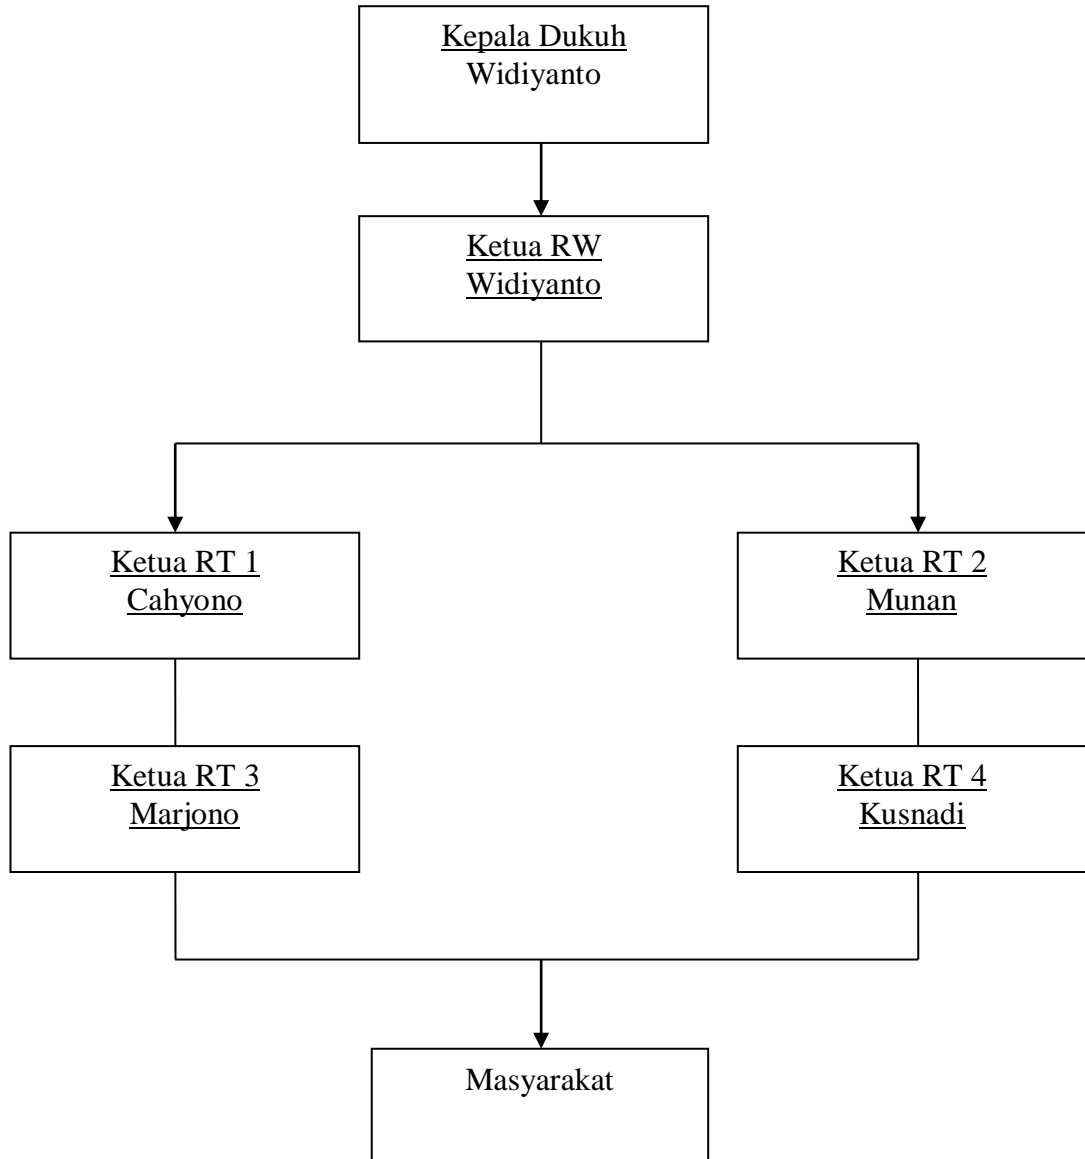 Kepala Dukuh
Widiyanto
Ketua RW
Widiyanto
Ketua RT 1
Cahyono
Ketua RT 2
Munan
Ketua RT 3
Marjono
Ketua RT 4
Kusnadi
Masyarakat